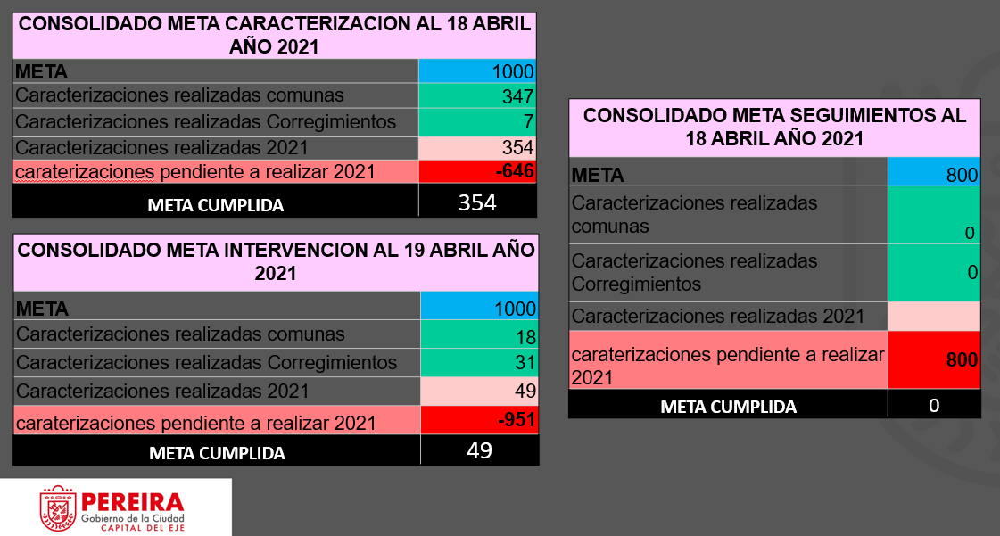 CONSOLIDADO META CARACTERIZACION AL 18 ABRIL
AÑO 2021
META 1000
Caracterizaciones realizadas comunas 347
Caracterizaciones realizadas Corregimientos 7
Caracterizaciones realizadas 2021 354
caraterizaciones pendiente a realizar 2021 -646
META CUMPLIDA 354
CONSOLIDADO META INTERVENCION AL 19 ABRIL AÑO
2021
META 1000
Caracterizaciones realizadas comunas 18
Caracterizaciones realizadas Corregimientos 31
Caracterizaciones realizadas 2021 49
caraterizaciones pendiente a realizar 2021 -951
META CUMPLIDA 49
CONSOLIDADO META SEGUIMIENTOS AL
18 ABRIL AÑO 2021
META 800
Caracterizaciones realizadas
comunas 0
Caracterizaciones realizadas
Corregimientos 0
Caracterizaciones realizadas 2021
caraterizaciones pendiente a realizar
2021 800
META CUMPLIDA 0
PEREIRA
Gobierno de la Ciudad
CAPITAL DEL EJE